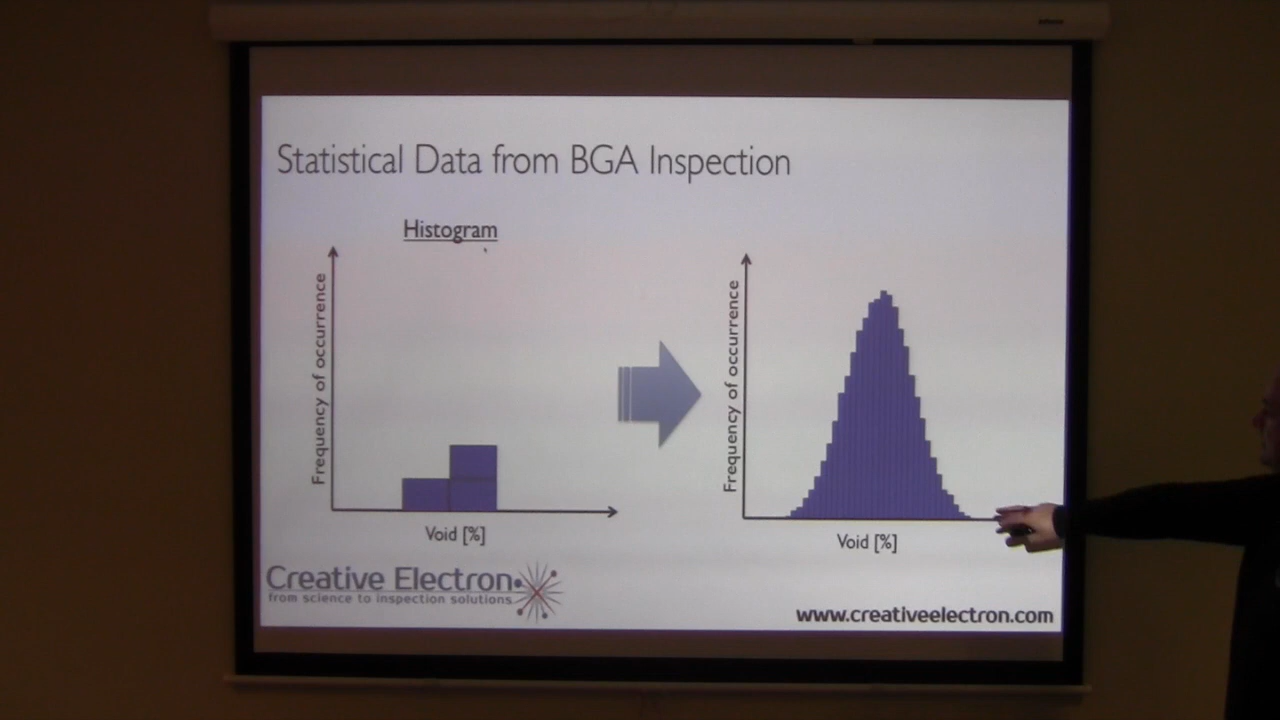 Statistical Data from BGA Inspection
Histogram
Frequency of occurrence
Void [%]
Frequency of occurrence
Void [%]
Creative Electron
from science to inspection solutions
www.creativeelectron.com